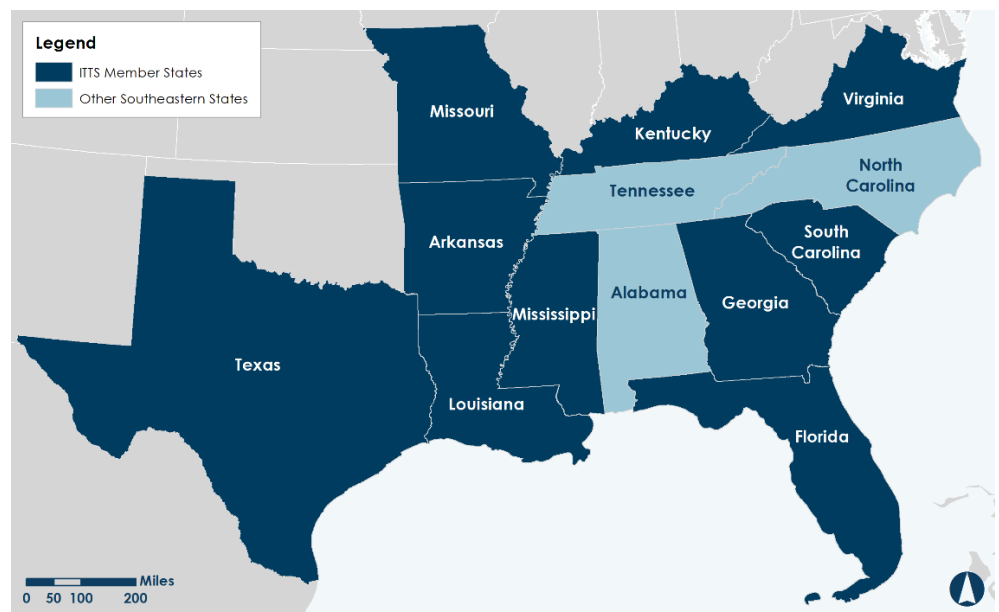 Legend
ITTS Member States
Other Southeastern States
Missouri
Virginia
Kentucky
North
Carolina
Tennessee
South
Carolina
Arkansas
Alabama
Georgia
Mississippi
Texas
Louisiana
Florida
Miles
0 50 100 200